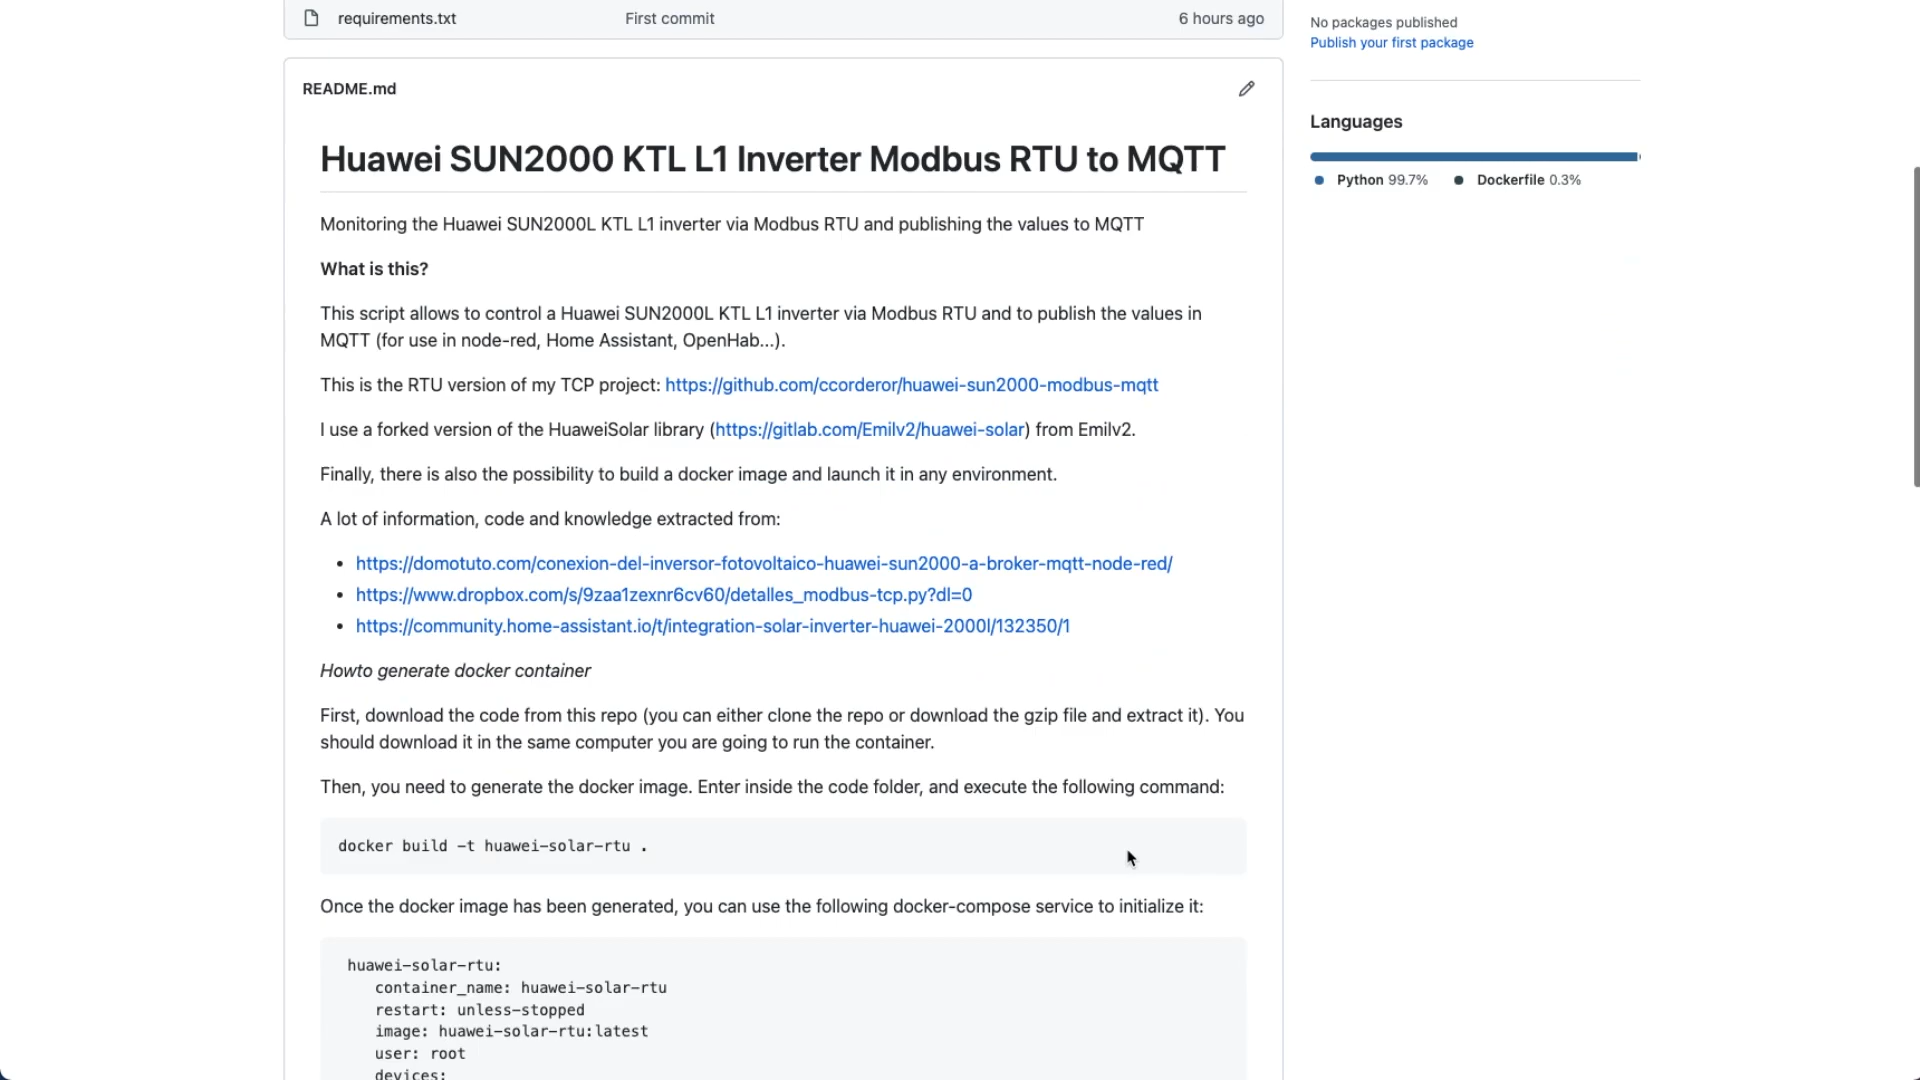 requirements.txt First commit 6 hours ago
No packages published
Publish your first package
README.md
Languages
Python 99.7% Dockerfile 0.3%
Huawei SUN2000 KTL L1 Inverter Modbus RTU to MQTT
Monitoring the Huawei SUN2000L KTL L1 inverter via Modbus RTU and publishing the values to MQTT
What is this?
This script allows to control a Huawei SUN2000L KTL L1 inverter via Modbus RTU and to publish the values in
MQTT (for use in node-red, Home Assistant, OpenHab...).
This is the RTU version of my TCP project: https://github.com/ccorderor/huawei-sun2000-modbus-mqtt
I use a forked version of the HuaweiSolar library (https://gitlab.com/Emilv2/huawei-solar) from Emilv2.
Finally, there is also the possibility to build a docker image and launch it in any environment.
A lot of information, code and knowledge extracted from:
• https://domotuto.com/conexion-del-inversor-fotovoltaico-huawei-sun2000-a-broker-mqtt-node-red/
• https://www.dropbox.com/s/9zaa1zexnr6cv60/detalles_modbus-tcp.py?dl=0
• https://community.home-assistant.io/t/integration-solar-inverter-huawei-2000l/132350/1
Howto generate docker container
First, download the code from this repo (you can either clone the repo or download the gzip file and extract it). You
should download it in the same computer you are going to run the container.
Then, you need to generate the docker image. Enter inside the code folder, and execute the following command:
docker build -t huawei-solar-rtu .
Once the docker image has been generated, you can use the following docker-compose service to initialize it:
huawei-solar-rtu:
container_name: huawei-solar-rtu
restart: unless-stopped
image: huawei-solar-rtu:latest
user: root
devices: